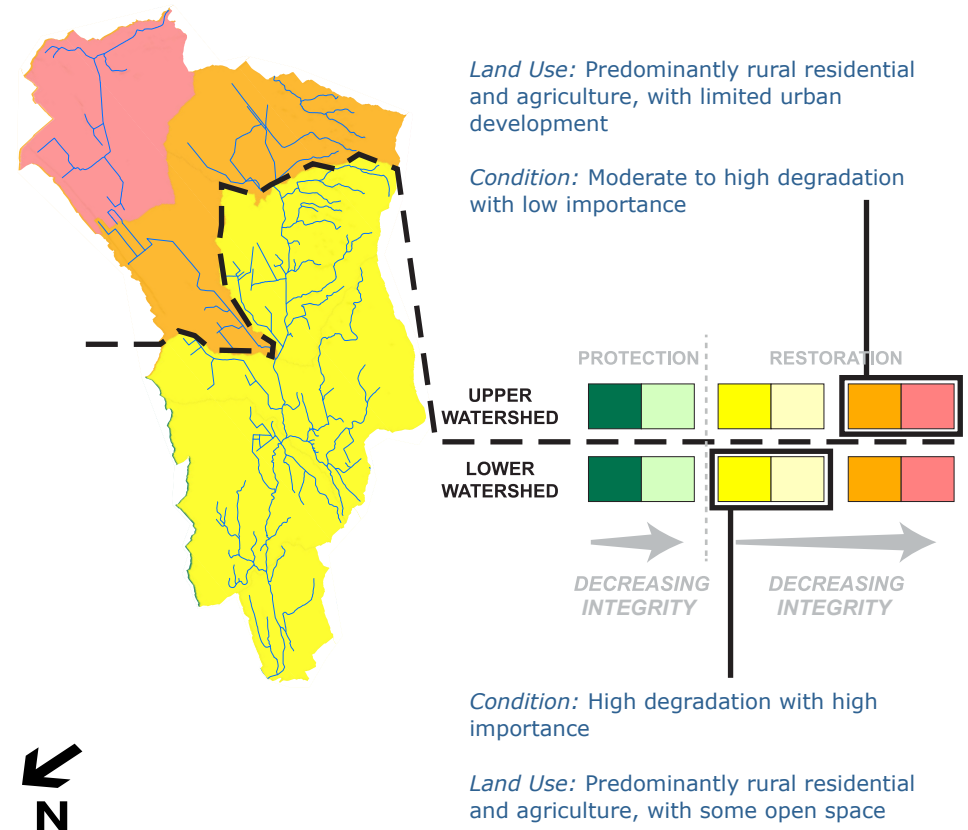 Land Use: Predominantly rural residential
and agriculture, with limited urban
development
Condition: Moderate to high degradation
with low importance
PROTECTION
RESTORATION
UPPER
WATERSHED
LOWER
WATERSHED
DECREASING
INTEGRITY
DECREASING
INTEGRITY
Condition: High degradation with high
importance
Land Use: Predominantly rural residential
and agriculture, with some open space
N